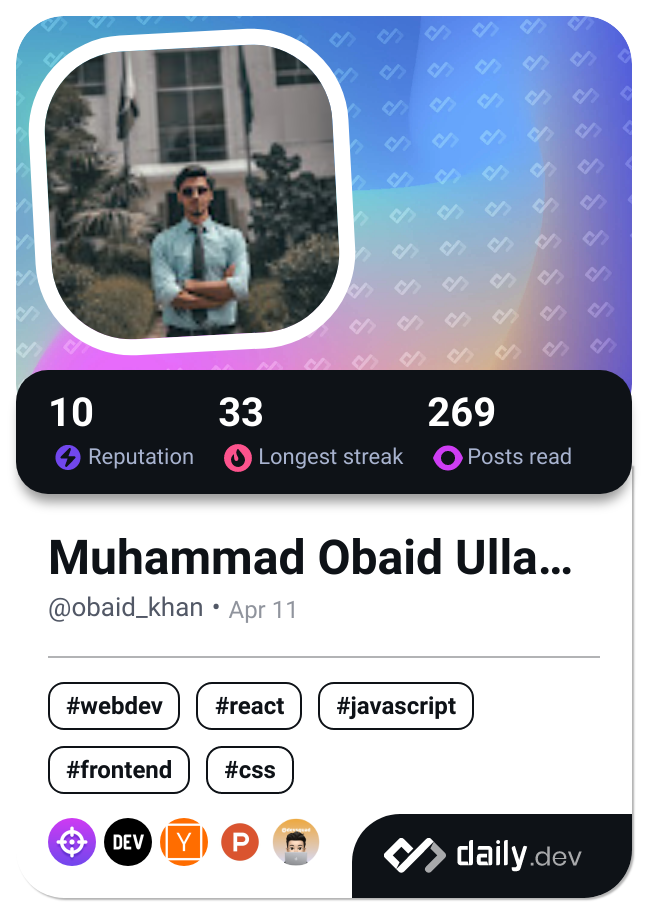 10 33 269
Reputation Longest streak Posts read
Muhammad Obaid Ulla...
@obaid_khan • Apr 11
#webdev #react #javascript
#frontend #css
DEV Y P
daily.dev